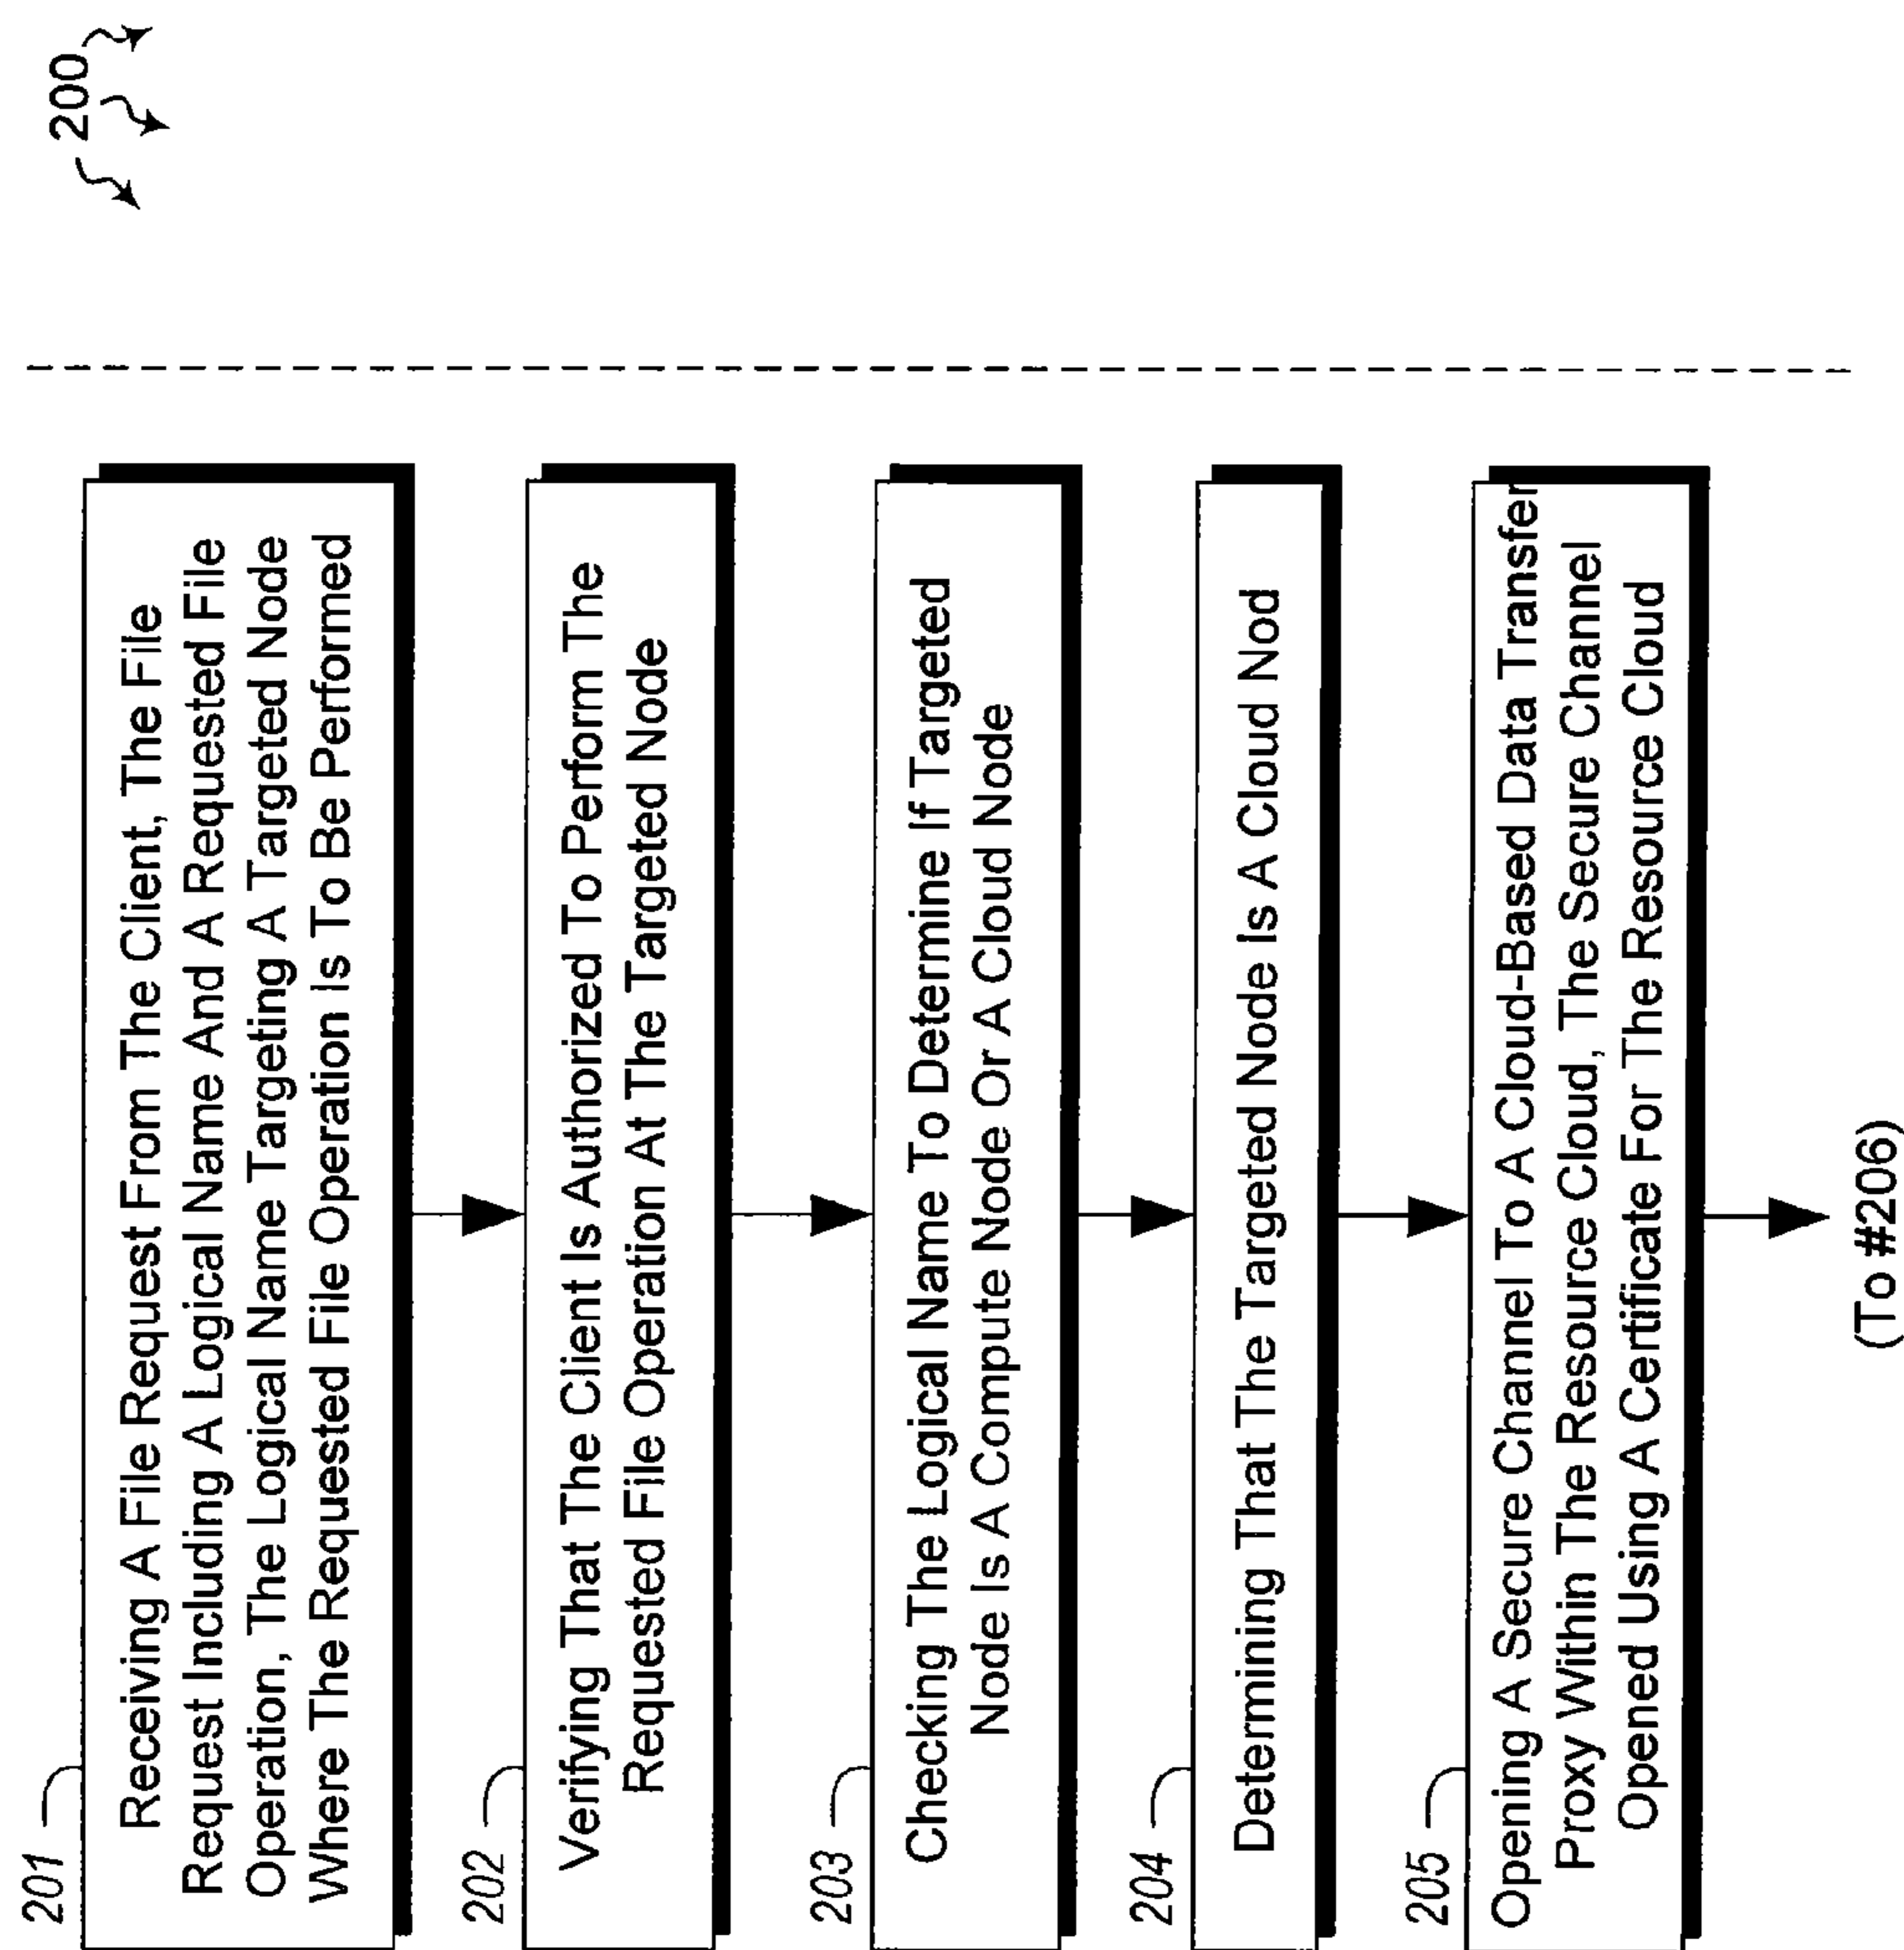 200
201
Receiving A File Request From The Client, The File
Request Including A Logical Name And A Requested File
Operation, The Logical Name Targeting A Targeted Node
Where The Requested File Operation Is To Be Performed
202
Verifying That The Client Is Authorized To Perform The
Requested File Operation At The Targeted Node
203
Checking The Logical Name To Determine If Targeted
Node Is A Compute Node Or A Cloud Node
204
Determining That The Targeted Node Is A Cloud Nod
205
Opening A Secure Channel To A Cloud-Based Data Transfer
Proxy Within The Resource Cloud, The Secure Channel
Opened Using A Certificate For The Resource Cloud
(To #206)